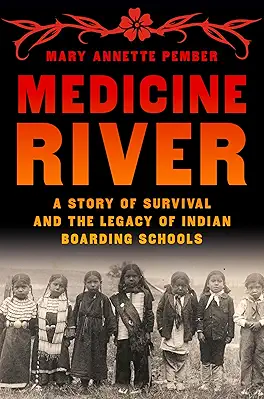 MARY ANNETTE PEMBER
MEDICINE
RIVER
A STORY OF SURVIVAL
AND THE LEGACY OF INDIAN
BOARDING SCHOOLS